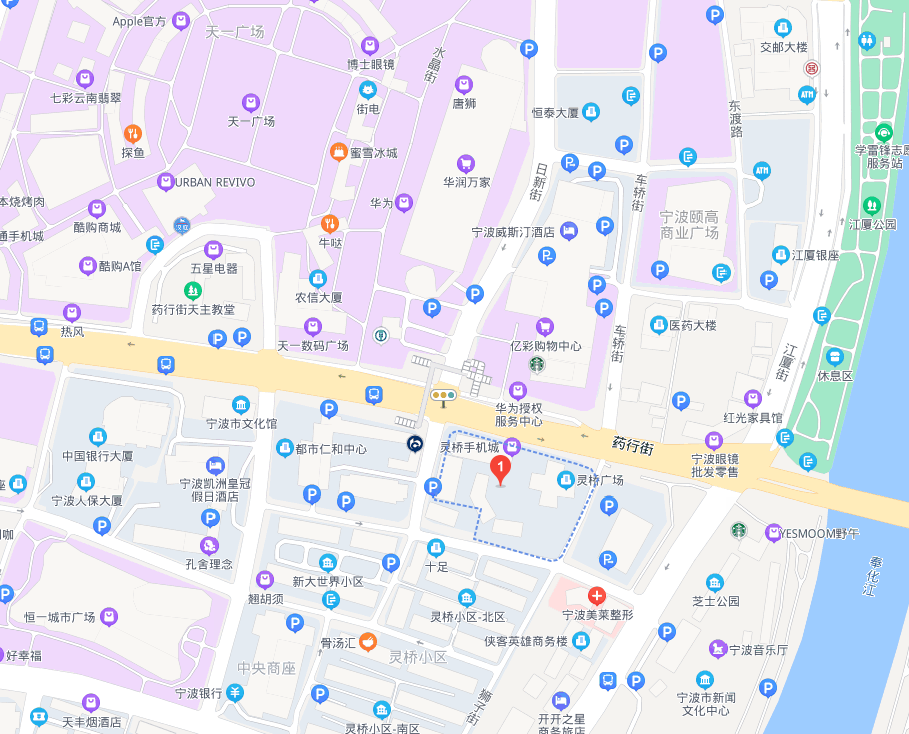 Apple官方
天一广场
水晶街
博士眼镜
交邮大楼
七彩云南翡翠
街电
唐狮
ATM
天一广场
恒泰大厦
东渡路
探鱼
蜜雪冰城
学雷锋志愿
服务站
URBAN REVIVO
华润万家
日新街
车轿街
ATM
本烧烤肉
酷购商城
华为
宁波颐高
商业广场
江厦公园
通手机城
牛哒
宁波威斯汀酒店
五星电器
江厦银座
酷购A馆
农信大厦
药行街天主教堂
热风
天一数码广场
亿彩购物中心
车轿街
医药大楼
江厦街
休息区
宁波市文化馆
华为授权
服务中心
红光家具馆
中国银行大厦
都市仁和中心
灵桥手机城
药行街
宁波眼镜
批发零售
1
宁波凯洲皇冠
假日酒店
灵桥广场
宁波人保大厦
YESMOOM野午
孔舍理念
十足
奉化江
新大世界小区
翘胡须
芝士公园
恒一城市广场
灵桥小区-北区
宁波美莱整形
骨汤汇
侠客英雄商务楼
好幸福
中央商座
灵桥小区
宁波音乐厅
宁波银行
狮子街
宁波市新闻
文化中心
天丰烟酒店
灵桥小区-南区
开开之星
商务旅店